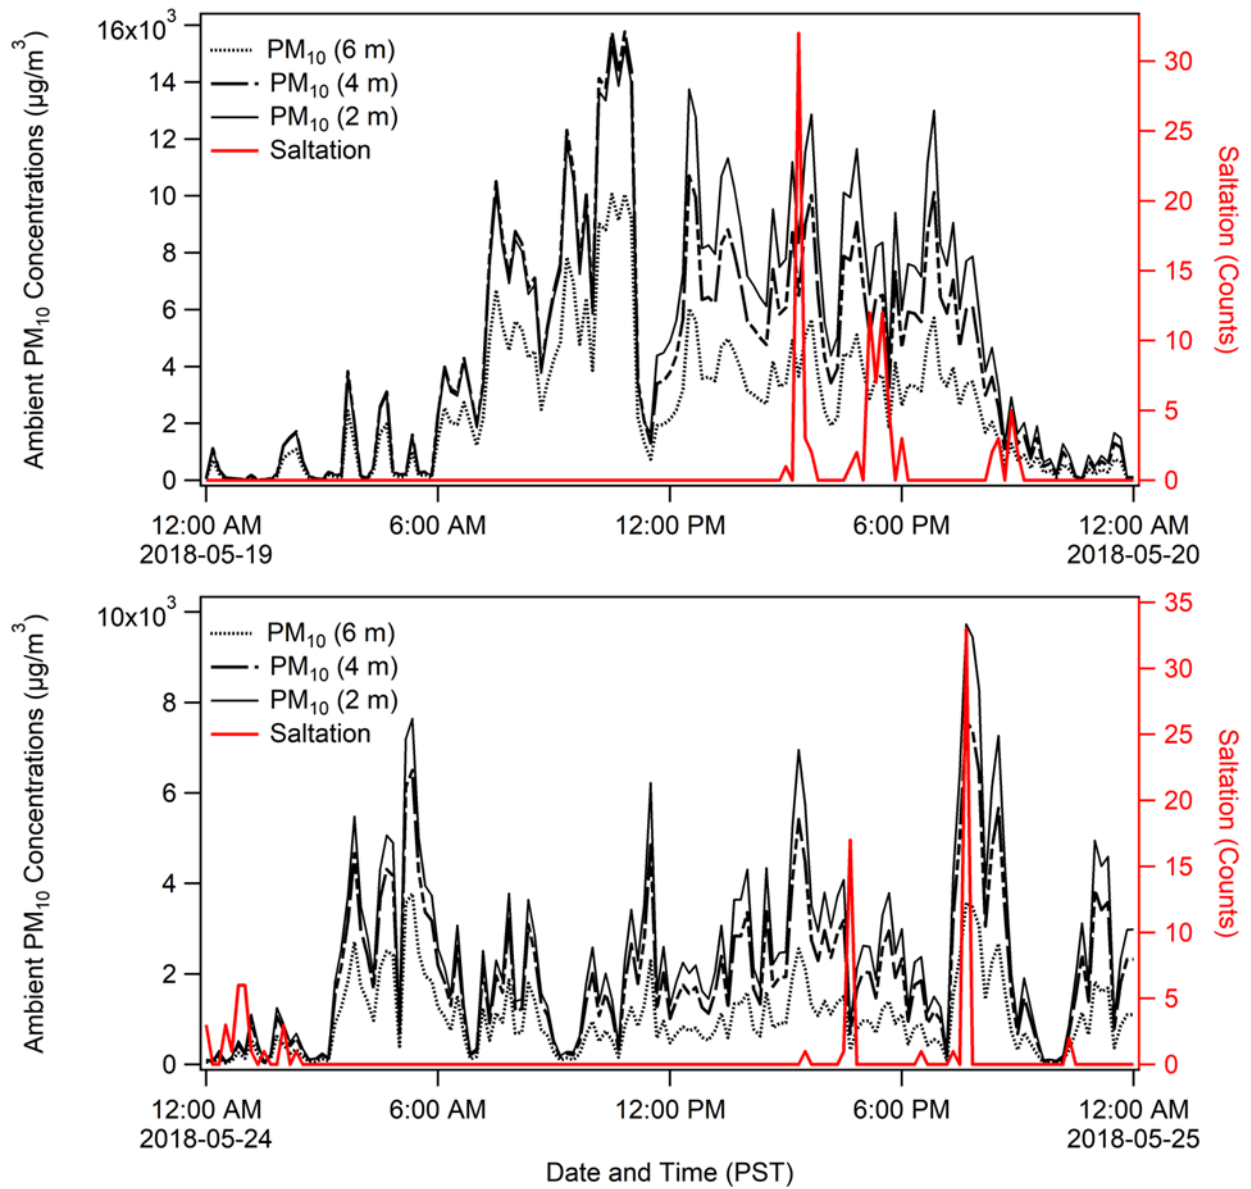 16x10³
14
12
10
8
6
4
2
0
Ambient PM₁₀ Concentrations (µg/m³)
PM₁₀ (6 m)
PM₁₀ (4 m)
PM₁₀ (2 m)
Saltation
30
25
20
15
10
5
0
Saltation (Counts)
12:00 AM 6:00 AM 12:00 PM 6:00 PM 12:00 AM
2018-05-19 2018-05-20
10x10³
8
6
4
2
0
Ambient PM₁₀ Concentrations (µg/m³)
PM₁₀ (6 m)
PM₁₀ (4 m)
PM₁₀ (2 m)
Saltation
35
30
25
20
15
10
5
0
Saltation (Counts)
12:00 AM 6:00 AM 12:00 PM 6:00 PM 12:00 AM
2018-05-24 2018-05-25
Date and Time (PST)